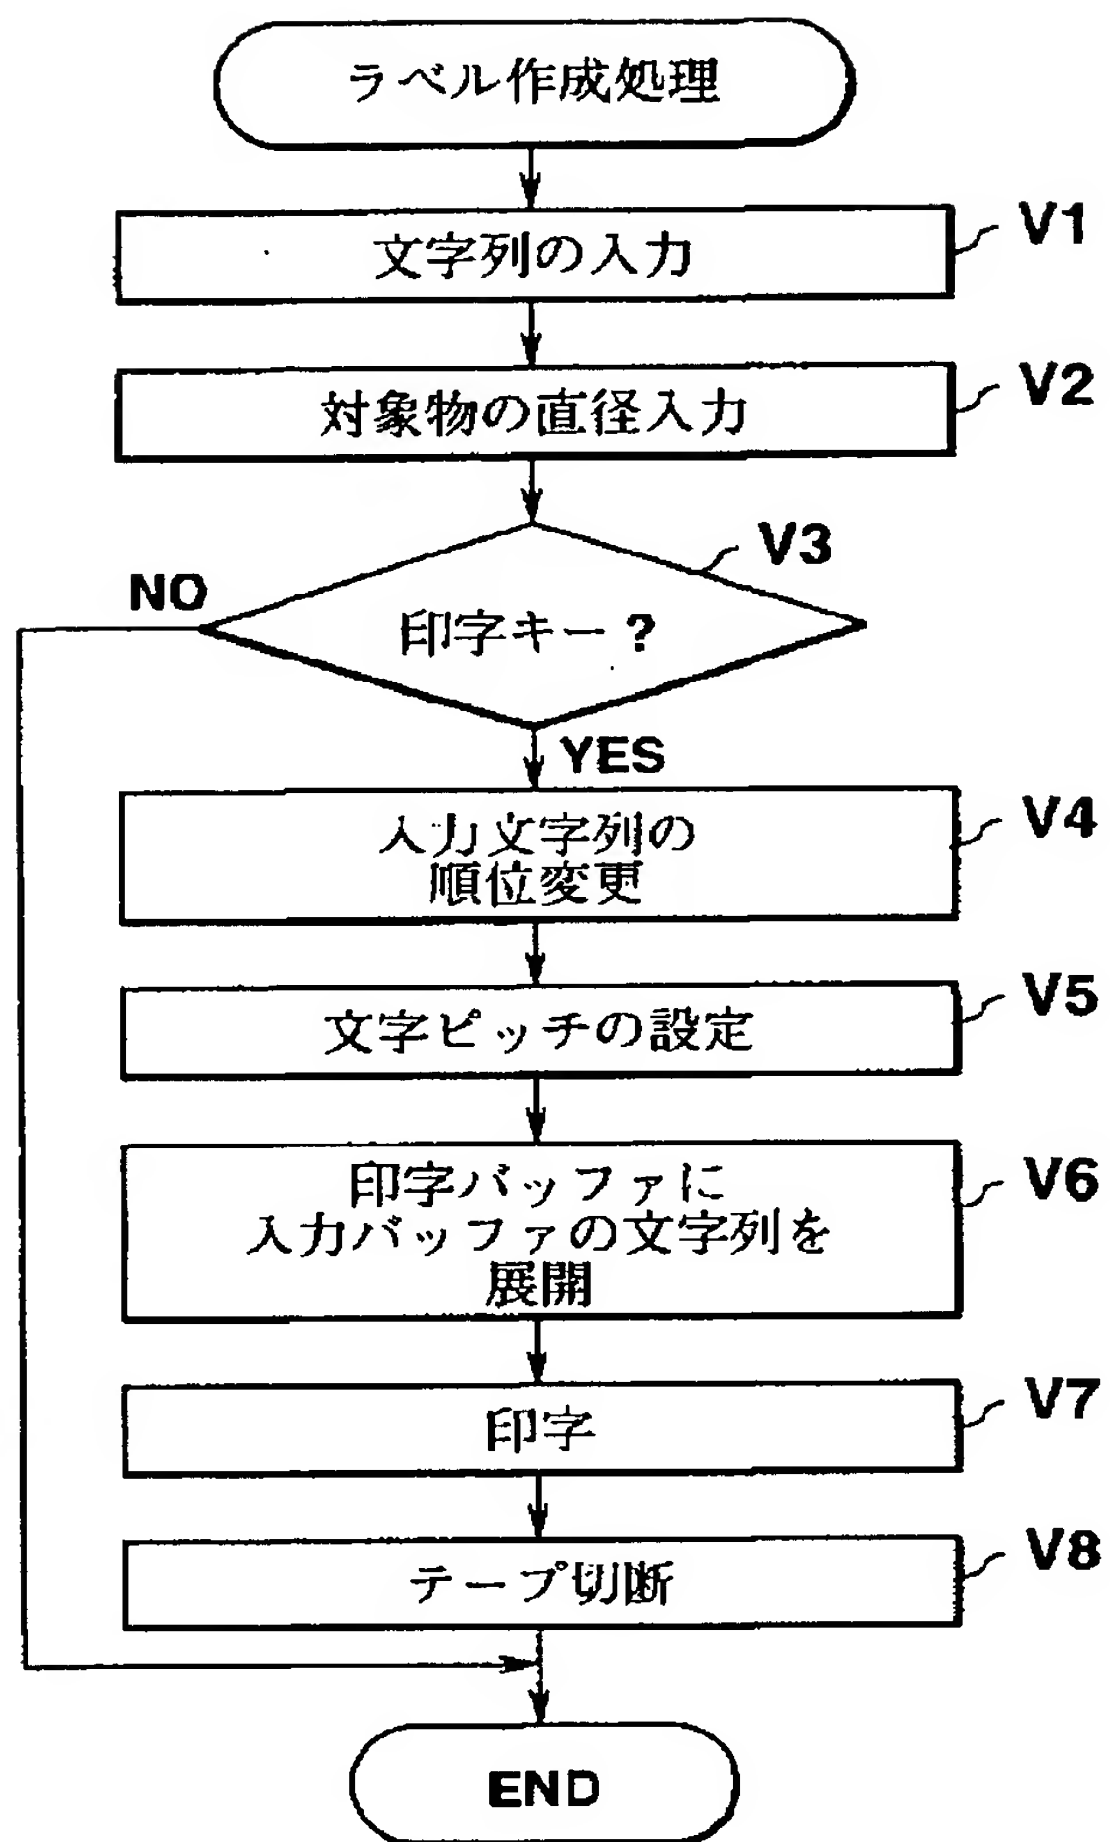 ラベル作成処理
文字列の入力
V1
対象物の直径入力
V2
V3
NO
印字キー?
YES
入力文字列の
順位変更
V4
文字ピッチの設定
V5
印字バッファに
入力バッファの文字列を
展開
V6
印字
V7
テープ切断
V8
END